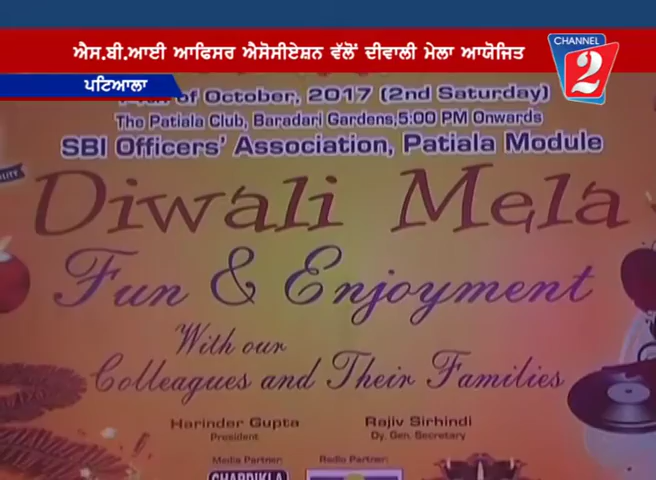 ਐਸ.ਬੀ.ਆਈ ਆਫਿਸਰ ਐਸੋਸੀਏਸ਼ਨ ਵੱਲੋਂ ਦੀਵਾਲੀ ਮੇਲਾ ਆਯੋਜਿਤ
CHANNEL 2
ਪਟਿਆਲਾ
of October, 2017 (2nd Saturday)
The Patiala Club, Baradari Gardens, 5:00 PM Onwards
SBI Officers' Association, Patiala Module
Diwali Mela
Fun & Enjoyment
With our
Colleagues and Their Families
Harinder Gupta Rajiv Sirhindi
President Dy. Gen. Secretary
Media Partner: Radio Partner:
CHARDIKLA